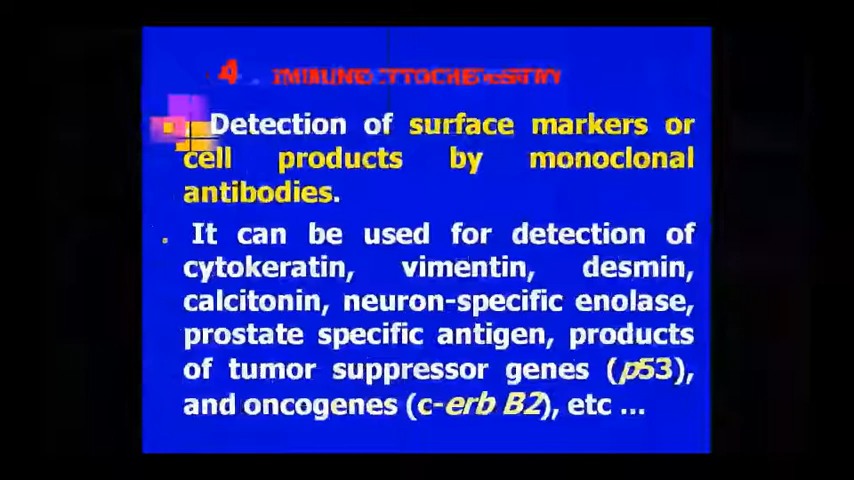 4. IMMUNOCYTOCHEMISTRY
. Detection of surface markers or
cell products by monoclonal
antibodies.
. It can be used for detection of
cytokeratin, vimentin, desmin,
calcitonin, neuron-specific enolase,
prostate specific antigen, products
of tumor suppressor genes (p53),
and oncogenes (c-erb B2), etc ...